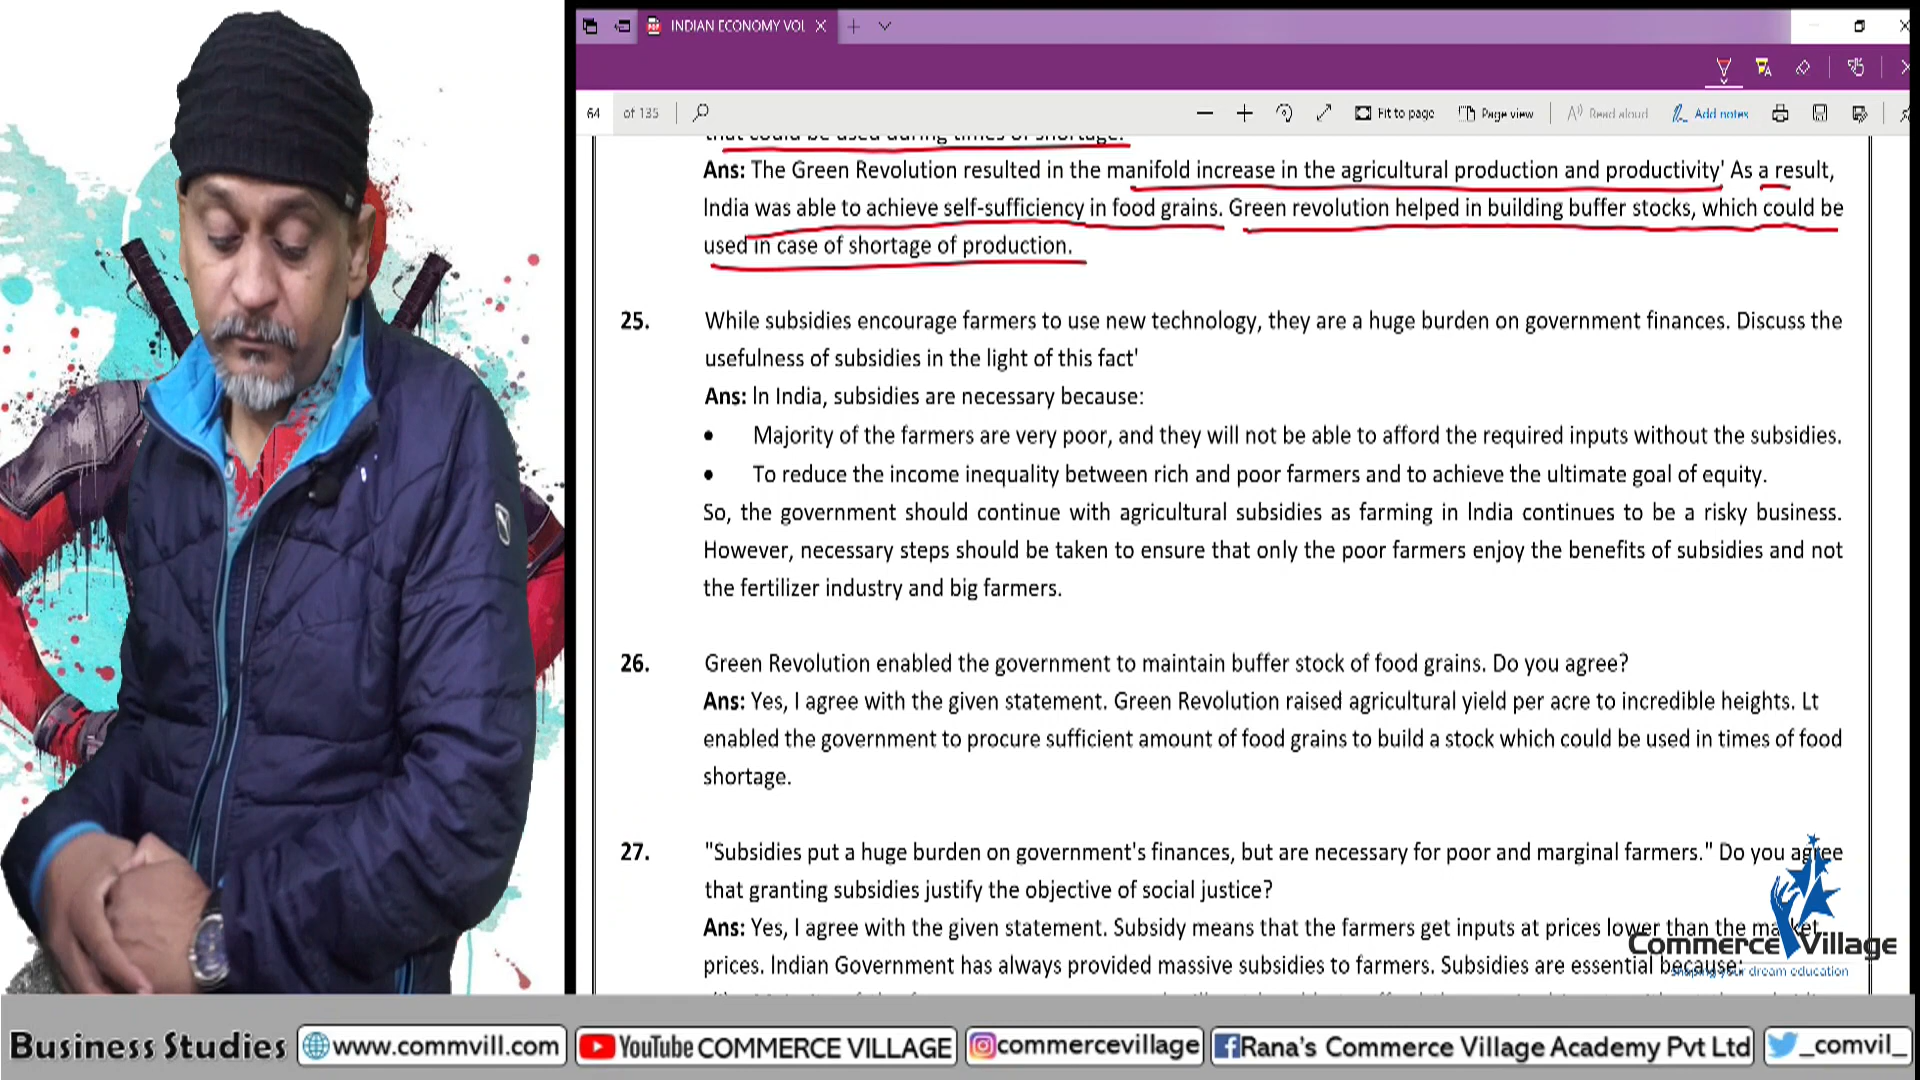 INDIAN ECONOMY VOL
64 of 135
Fit to page
Page view
Read aloud
Add notes
that could be used during times of shortage?
Ans: The Green Revolution resulted in the manifold increase in the agricultural production and productivity' As a result,
India was able to achieve self-sufficiency in food grains. Green revolution helped in building buffer stocks, which could be
used in case of shortage of production.
25. While subsidies encourage farmers to use new technology, they are a huge burden on government finances. Discuss the
usefulness of subsidies in the light of this fact'
Ans: In India, subsidies are necessary because:
• Majority of the farmers are very poor, and they will not be able to afford the required inputs without the subsidies.
• To reduce the income inequality between rich and poor farmers and to achieve the ultimate goal of equity.
So, the government should continue with agricultural subsidies as farming in India continues to be a risky business.
However, necessary steps should be taken to ensure that only the poor farmers enjoy the benefits of subsidies and not
the fertilizer industry and big farmers.
26. Green Revolution enabled the government to maintain buffer stock of food grains. Do you agree?
Ans: Yes, I agree with the given statement. Green Revolution raised agricultural yield per acre to incredible heights. Lt
enabled the government to procure sufficient amount of food grains to build a stock which could be used in times of food
shortage.
27. "Subsidies put a huge burden on government's finances, but are necessary for poor and marginal farmers." Do you agree
that granting subsidies justify the objective of social justice?
Ans: Yes, I agree with the given statement. Subsidy means that the farmers get inputs at prices lower than the market
prices. Indian Government has always provided massive subsidies to farmers. Subsidies are essential because:
Commerce Village
shaping your dream education
Business Studies
www.commvill.com
YouTube COMMERCE VILLAGE
commercevillage
Rana's Commerce Village Academy Pvt Ltd
_comvil_